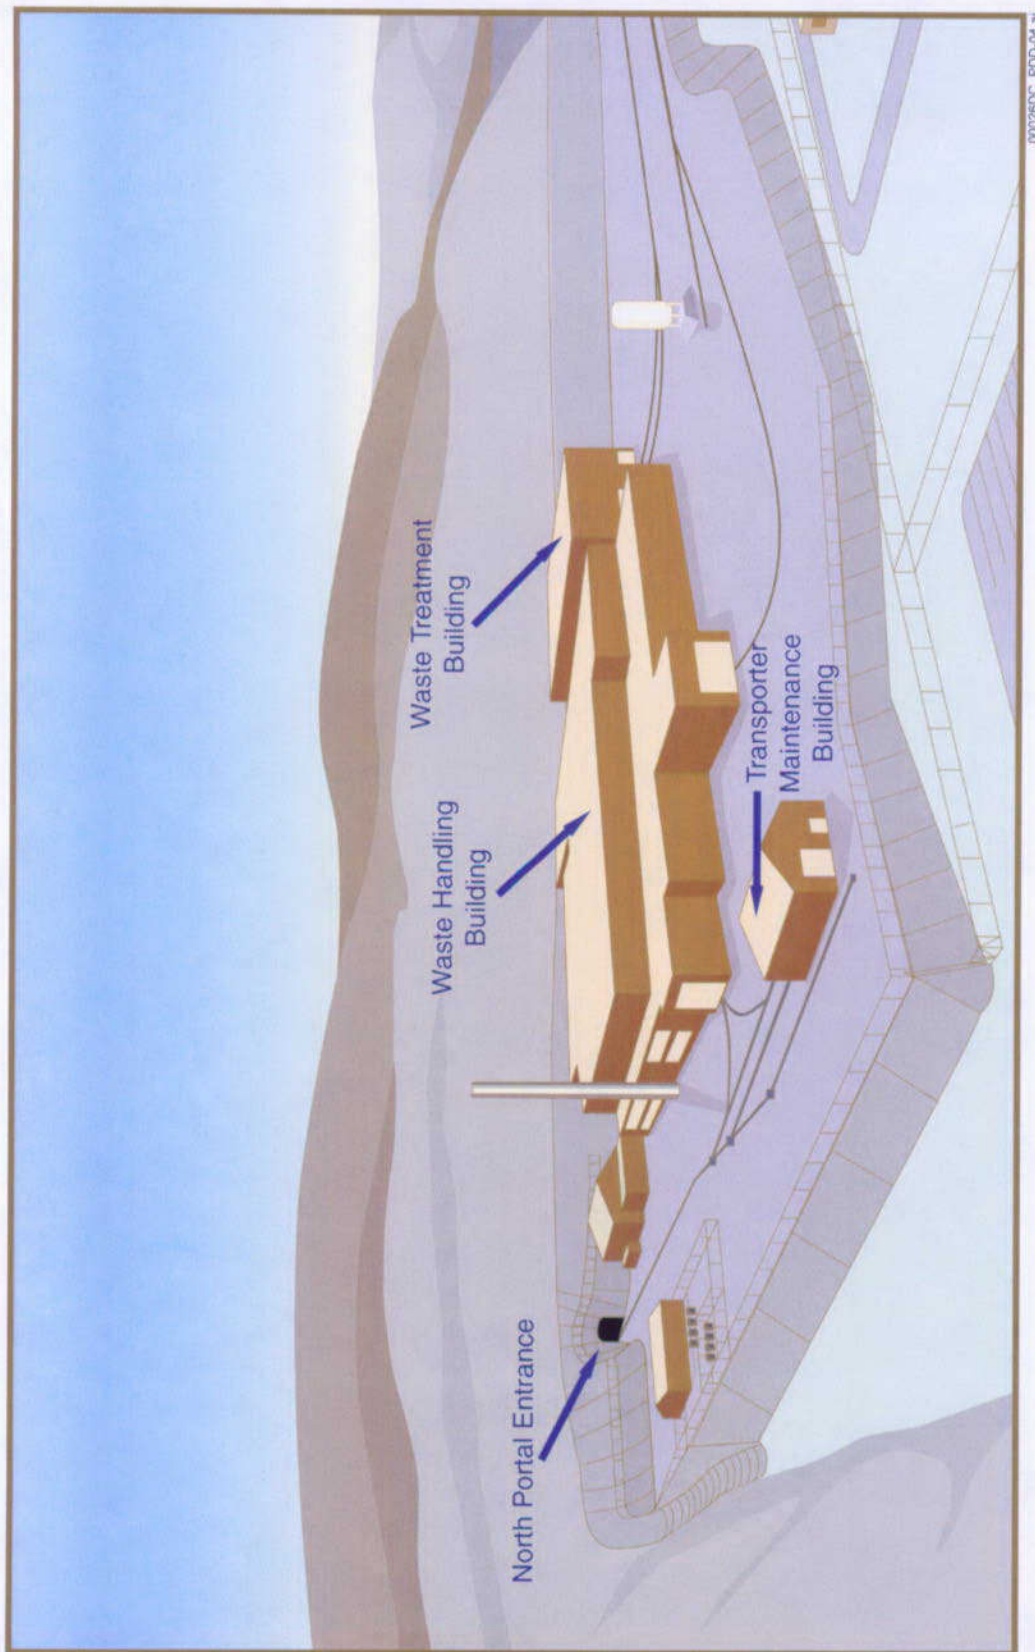 North Portal Entrance
Waste Handling
Building
Waste Treatment
Building
Transporter
Maintenance
Building